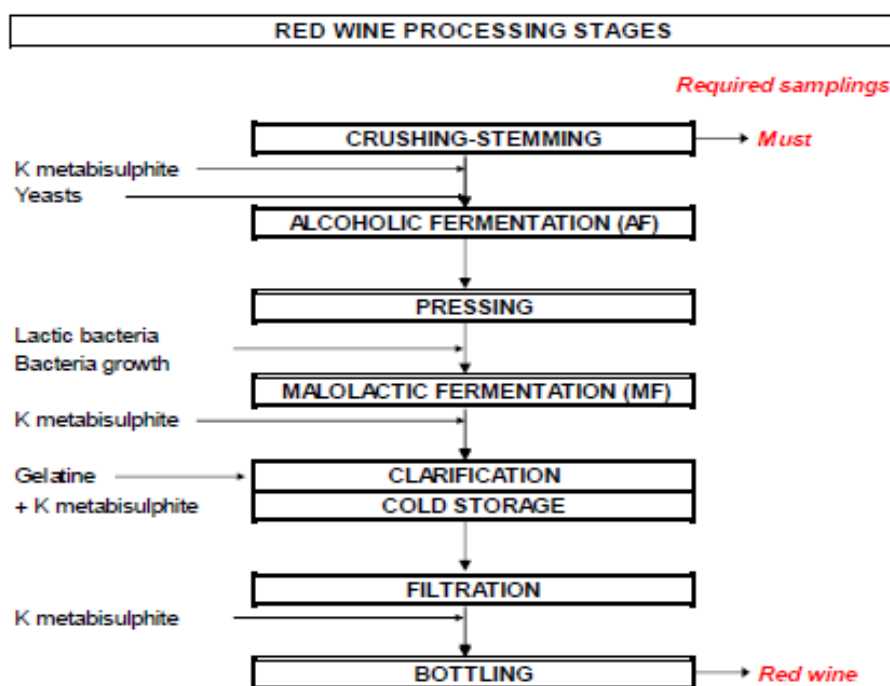 RED WINE PROCESSING STAGES
Required samplings
CRUSHING-STEMMING
Must
K metabisulphite
Yeasts
ALCOHOLIC FERMENTATION (AF)
PRESSING
Lactic bacteria
Bacteria growth
MALOLACTIC FERMENTATION (MF)
K metabisulphite
Gelatine
CLARIFICATION
+ K metabisulphite
COLD STORAGE
FILTRATION
K metabisulphite
BOTTLING
Red wine